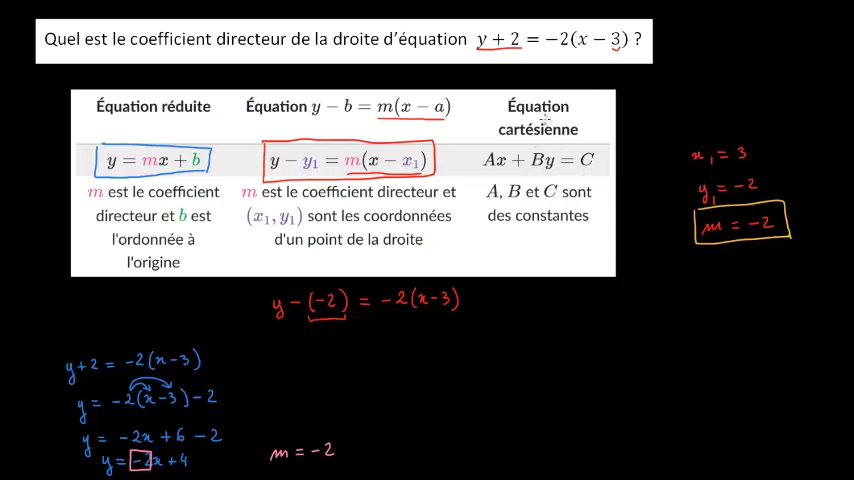 Quel est le coefficient directeur de la droite d'équation y + 2 = −2(x − 3) ?
Équation réduite
Équation y − b = m(x − a)
Équation
cartésienne
y = mx + b
y − y₁ = m(x − x₁)
Ax + By = C
m est le coefficient
directeur et b est
l'ordonnée à
l'origine
m est le coefficient directeur et
(x₁, y₁) sont les coordonnées
d'un point de la droite
A, B et C sont
des constantes
x₁ = 3
y₁ = −2
m = −2
y − (−2) = −2(x−3)
y+2 = −2(x−3)
y = −2(x−3) −2
y = −2x + 6 − 2
y = −2x + 4
m = −2